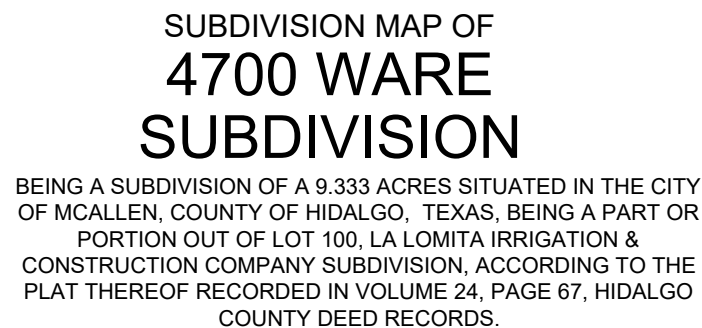 SUBDIVISION MAP OF
4700 WARE
SUBDIVISION
BEING A SUBDIVISION OF A 9.333 ACRES SITUATED IN THE CITY
OF MCALLEN, COUNTY OF HIDALGO, TEXAS, BEING A PART OR
PORTION OUT OF LOT 100, LA LOMITA IRRIGATION &
CONSTRUCTION COMPANY SUBDIVISION, ACCORDING TO THE
PLAT THEREOF RECORDED IN VOLUME 24, PAGE 67, HIDALGO
COUNTY DEED RECORDS.